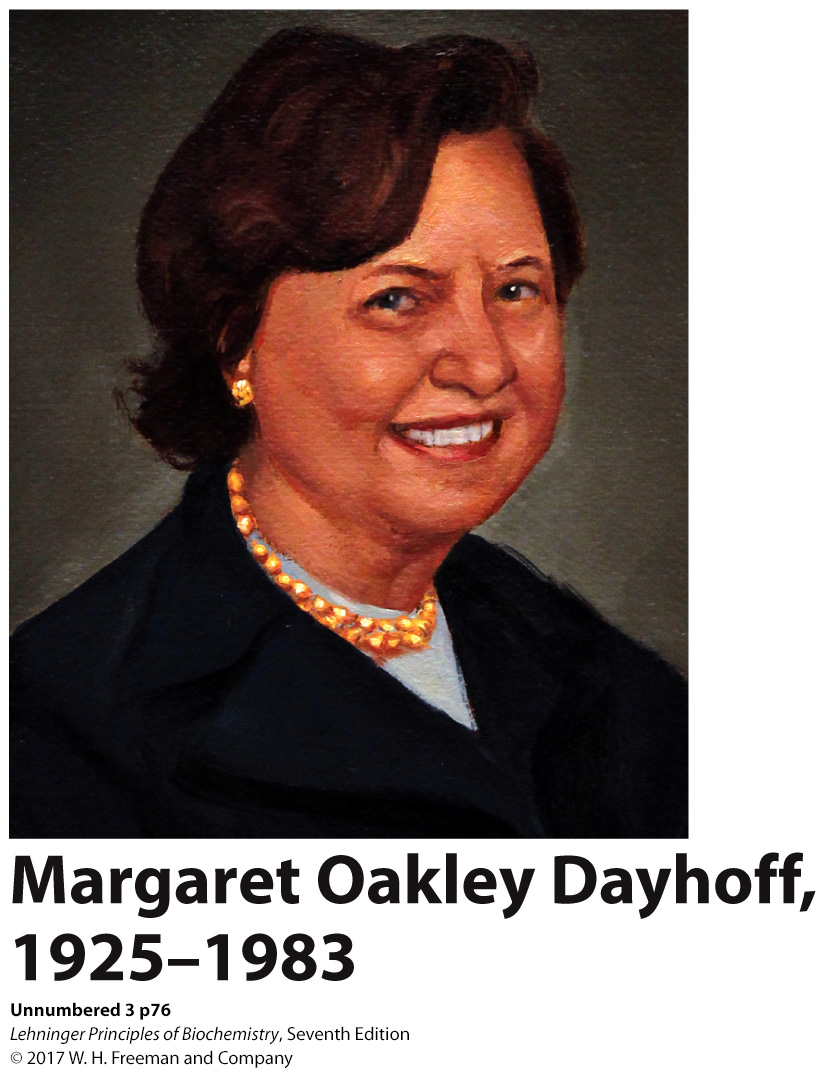 Margaret Oakley Dayhoff,
1925–1983
Unnumbered 3 p76
Lehninger Principles of Biochemistry, Seventh Edition
© 2017 W. H. Freeman and Company